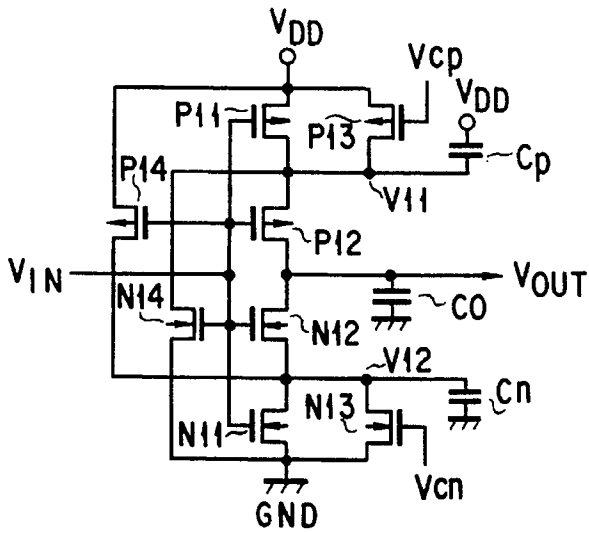 VDD
Vcp
P11
P13
VDD
Cp
P14
V11
P12
VIN
VOUT
N14
N12
CO
V12
Cn
N11
N13
Vcn
GND